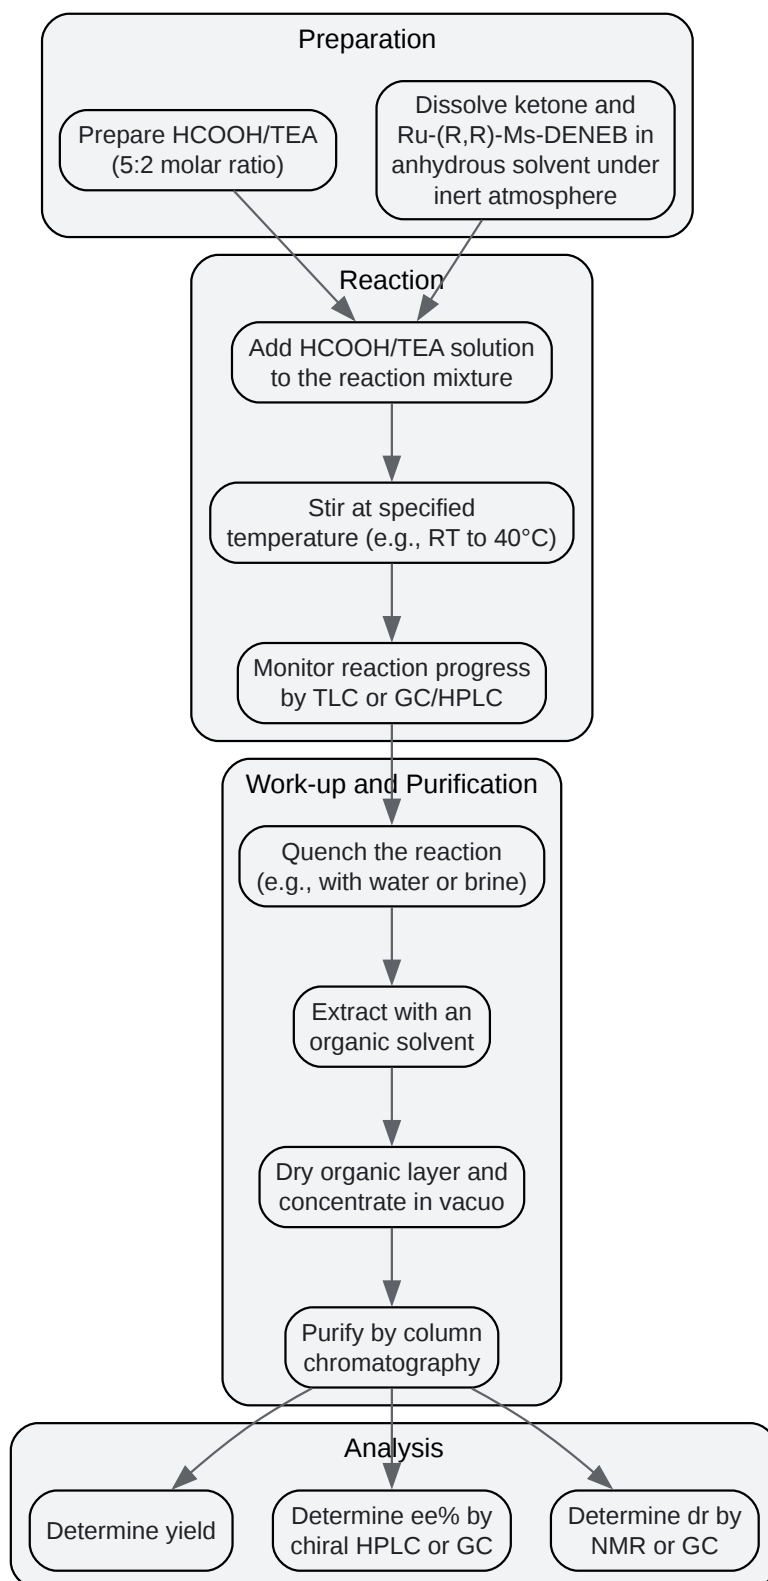 Preparation
Prepare HCOOH/TEA
(5:2 molar ratio)
Dissolve ketone and
Ru-(R,R)-Ms-DENEB in
anhydrous solvent under
inert atmosphere
Reaction
Add HCOOH/TEA solution
to the reaction mixture
Stir at specified
temperature (e.g., RT to 40°C)
Monitor reaction progress
by TLC or GC/HPLC
Work-up and Purification
Quench the reaction
(e.g., with water or brine)
Extract with an
organic solvent
Dry organic layer and
concentrate in vacuo
Purify by column
chromatography
Analysis
Determine yield
Determine ee% by
chiral HPLC or GC
Determine dr by
NMR or GC